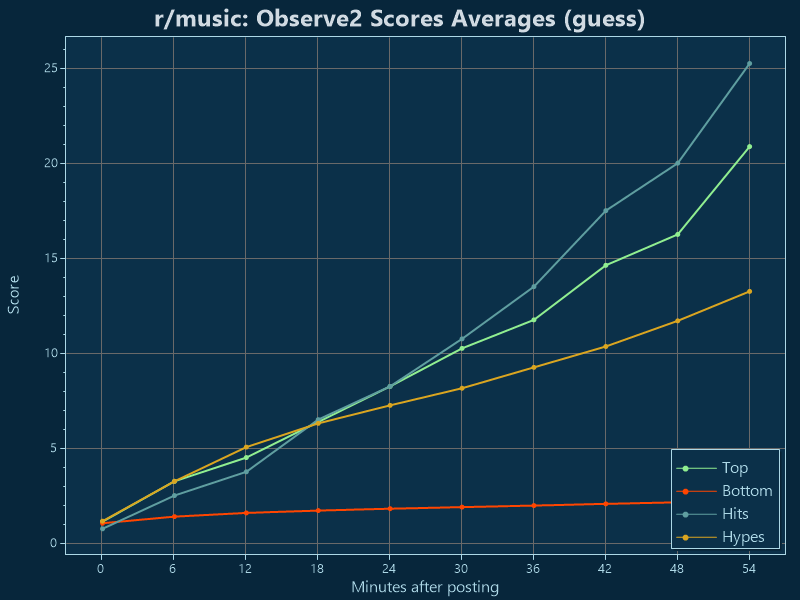 r/music: Observe2 Scores Averages (guess)
25
20
15
10
5
0
Score
Top
Bottom
Hits
Hypes
0 6 12 18 24 30 36 42 48 54
Minutes after posting